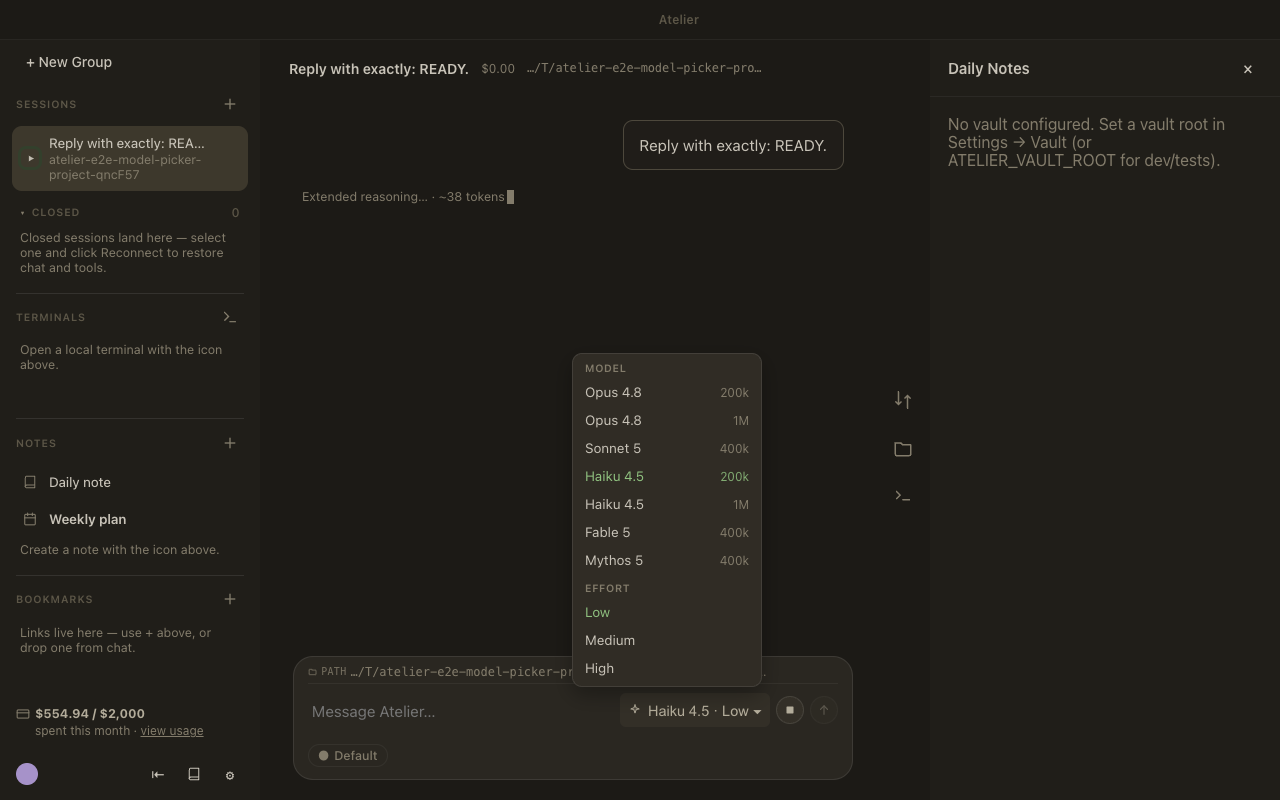 Atelier
+ New Group
SESSIONS
Reply with exactly: REA...
atelier-e2e-model-picker-
project-qncF57
CLOSED 0
Closed sessions land here — select
one and click Reconnect to restore
chat and tools.
TERMINALS
Open a local terminal with the icon
above.
NOTES
Daily note
Weekly plan
Create a note with the icon above.
BOOKMARKS
Links live here — use + above, or
drop one from chat.
$554.94 / $2,000
spent this month · view usage
Reply with exactly: READY. $0.00 …/T/atelier-e2e-model-picker-pro…
Reply with exactly: READY.
Extended reasoning... · ~38 tokens
MODEL
Opus 4.8 200k
Opus 4.8 1M
Sonnet 5 400k
Haiku 4.5 200k
Haiku 4.5 1M
Fable 5 400k
Mythos 5 400k
EFFORT
Low
Medium
High
PATH …/T/atelier-e2e-model-picker-pr
Message Atelier...
Haiku 4.5 · Low
Default
Daily Notes
No vault configured. Set a vault root in
Settings → Vault (or
ATELIER_VAULT_ROOT for dev/tests).